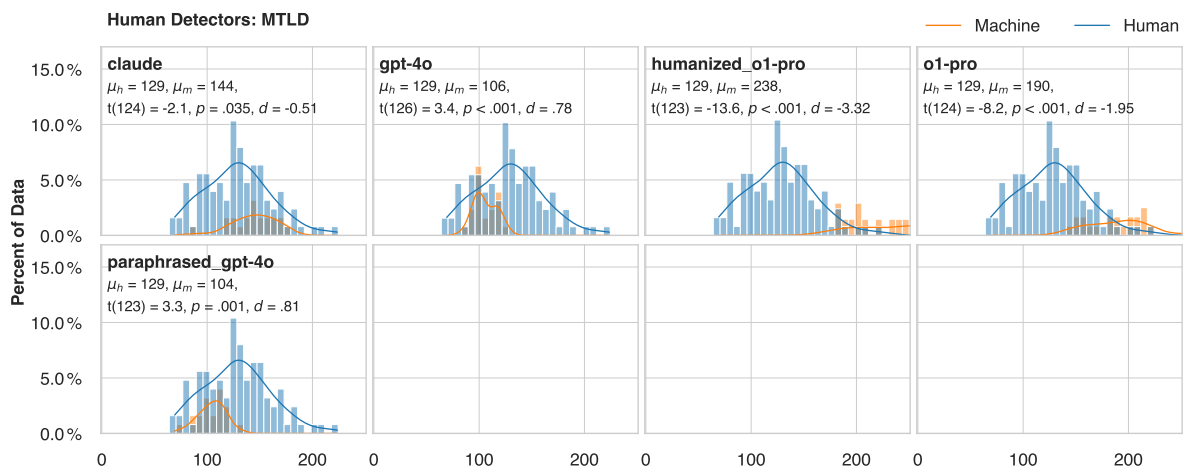 Human Detectors: MTLD
Machine
Human
claude
μh = 129, μm = 144,
t(124) = -2.1, p = .035, d = -0.51
gpt-4o
μh = 129, μm = 106,
t(126) = 3.4, p < .001, d = .78
humanized_o1-pro
μh = 129, μm = 238,
t(123) = -13.6, p < .001, d = -3.32
o1-pro
μh = 129, μm = 190,
t(124) = -8.2, p < .001, d = -1.95
15.0%
10.0%
5.0%
0.0%
paraphrased_gpt-4o
μh = 129, μm = 104,
t(123) = 3.3, p = .001, d = .81
15.0%
10.0%
5.0%
0.0%
Percent of Data
0 100 200
0 100 200
0 100 200
0 100 200